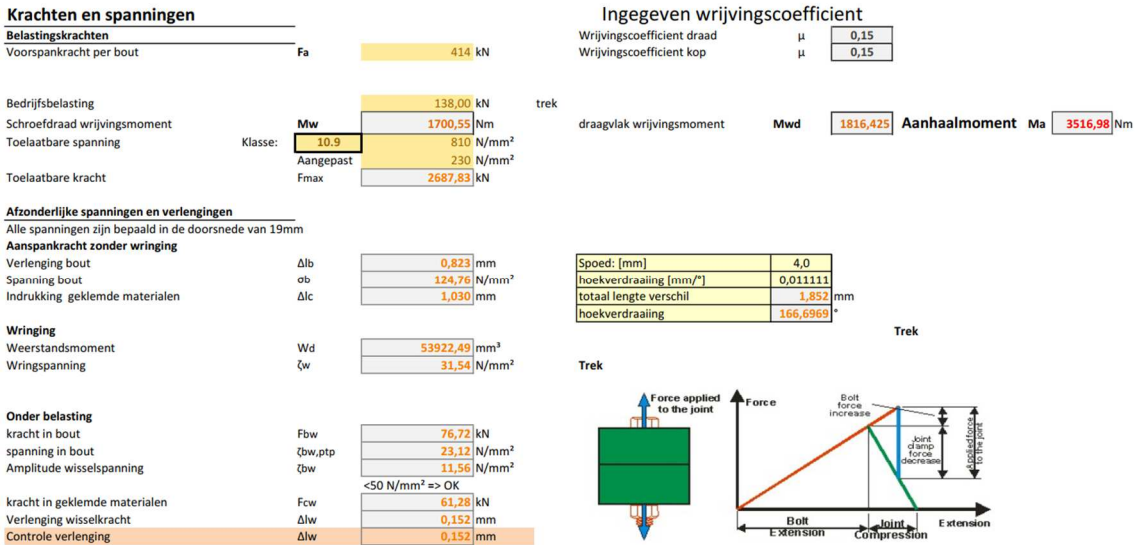 Krachten en spanningen
Ingegeven wrijvingscoefficient
Belastingskrachten
Wrijvingscoefficient draad μ 0,15
Voorspankracht per bout Fa 414 kN
Wrijvingscoefficient kop μ 0,15
Bedrijfsbelasting 138,00 kN trek
Schroefdraad wrijvingsmoment Mw 1700,55 Nm
draagvlak wrijvingsmoment Mwd 1816,425 Aanhaalmoment Ma 3516,98 Nm
Toelaatbare spanning Klasse: 10.9 810 N/mm²
Aangepast 230 N/mm²
Toelaatbare kracht Fmax 2687,83 kN
Afzonderlijke spanningen en verlengingen
Alle spanningen zijn bepaald in de doorsnede van 19mm
Aanspankracht zonder wringing
Verlenging bout Δlb 0,823 mm
Spanning bout σb 124,76 N/mm²
Indrukking geklemde materialen Δlc 1,030 mm
Spoed: [mm] 4,0
hoekverdraaiing [mm/°] 0,011111
totaal lengte verschil 1,852 mm
hoekverdraaiing 166,6969 °
Wringing
Trek
Weerstandsmoment Wd 53922,49 mm³
Wringspanning ζw 31,54 N/mm²
Trek
Onder belasting
kracht in bout Fbw 76,72 kN
spanning in bout ζbw,ptp 23,12 N/mm²
Amplitude wisselspanning ζbw 11,56 N/mm²
<50 N/mm² => OK
kracht in geklemde materialen Fcw 61,28 kN
Verlenging wisselkracht Δlw 0,152 mm
Controle verlenging Δlw 0,152 mm
Force applied
to the joint
Force
Bolt
force
increase
Joint
clamp
force
decrease
Applied force
to the joint
Bolt
Extension
Joint
Compression
Extension